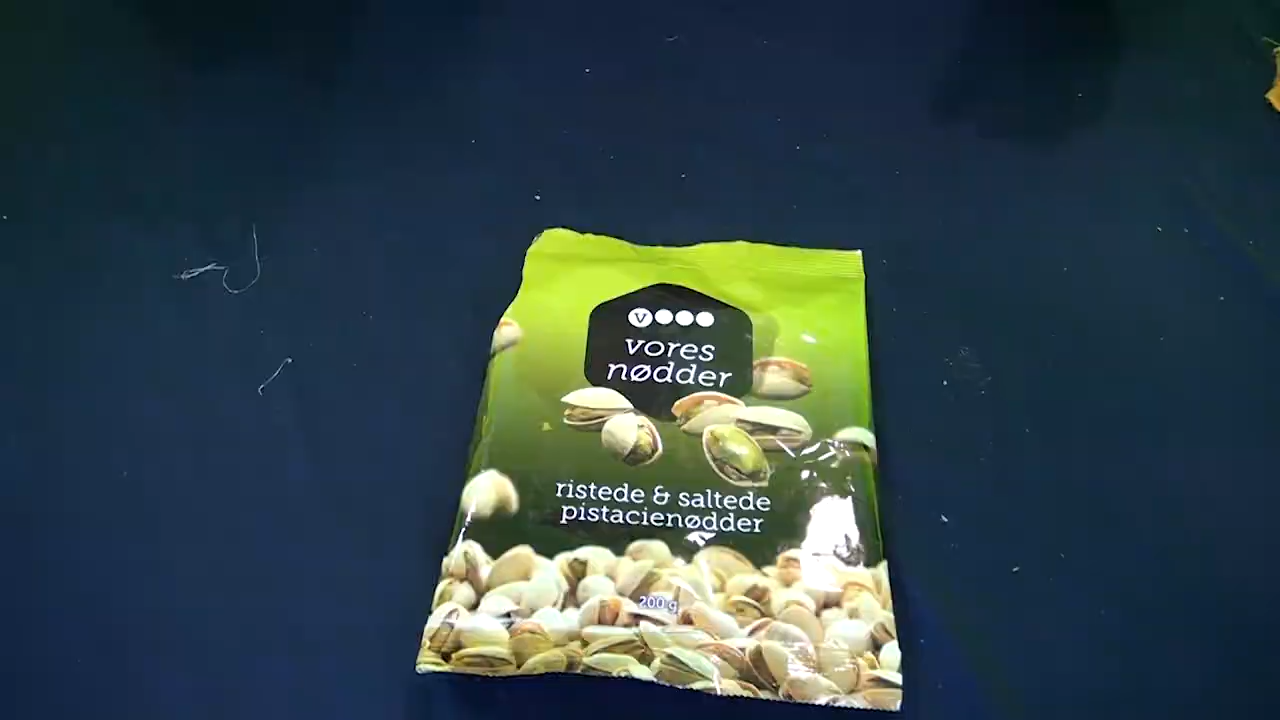 v
vores
nødder
ristede & saltede
pistacienødder
200 g